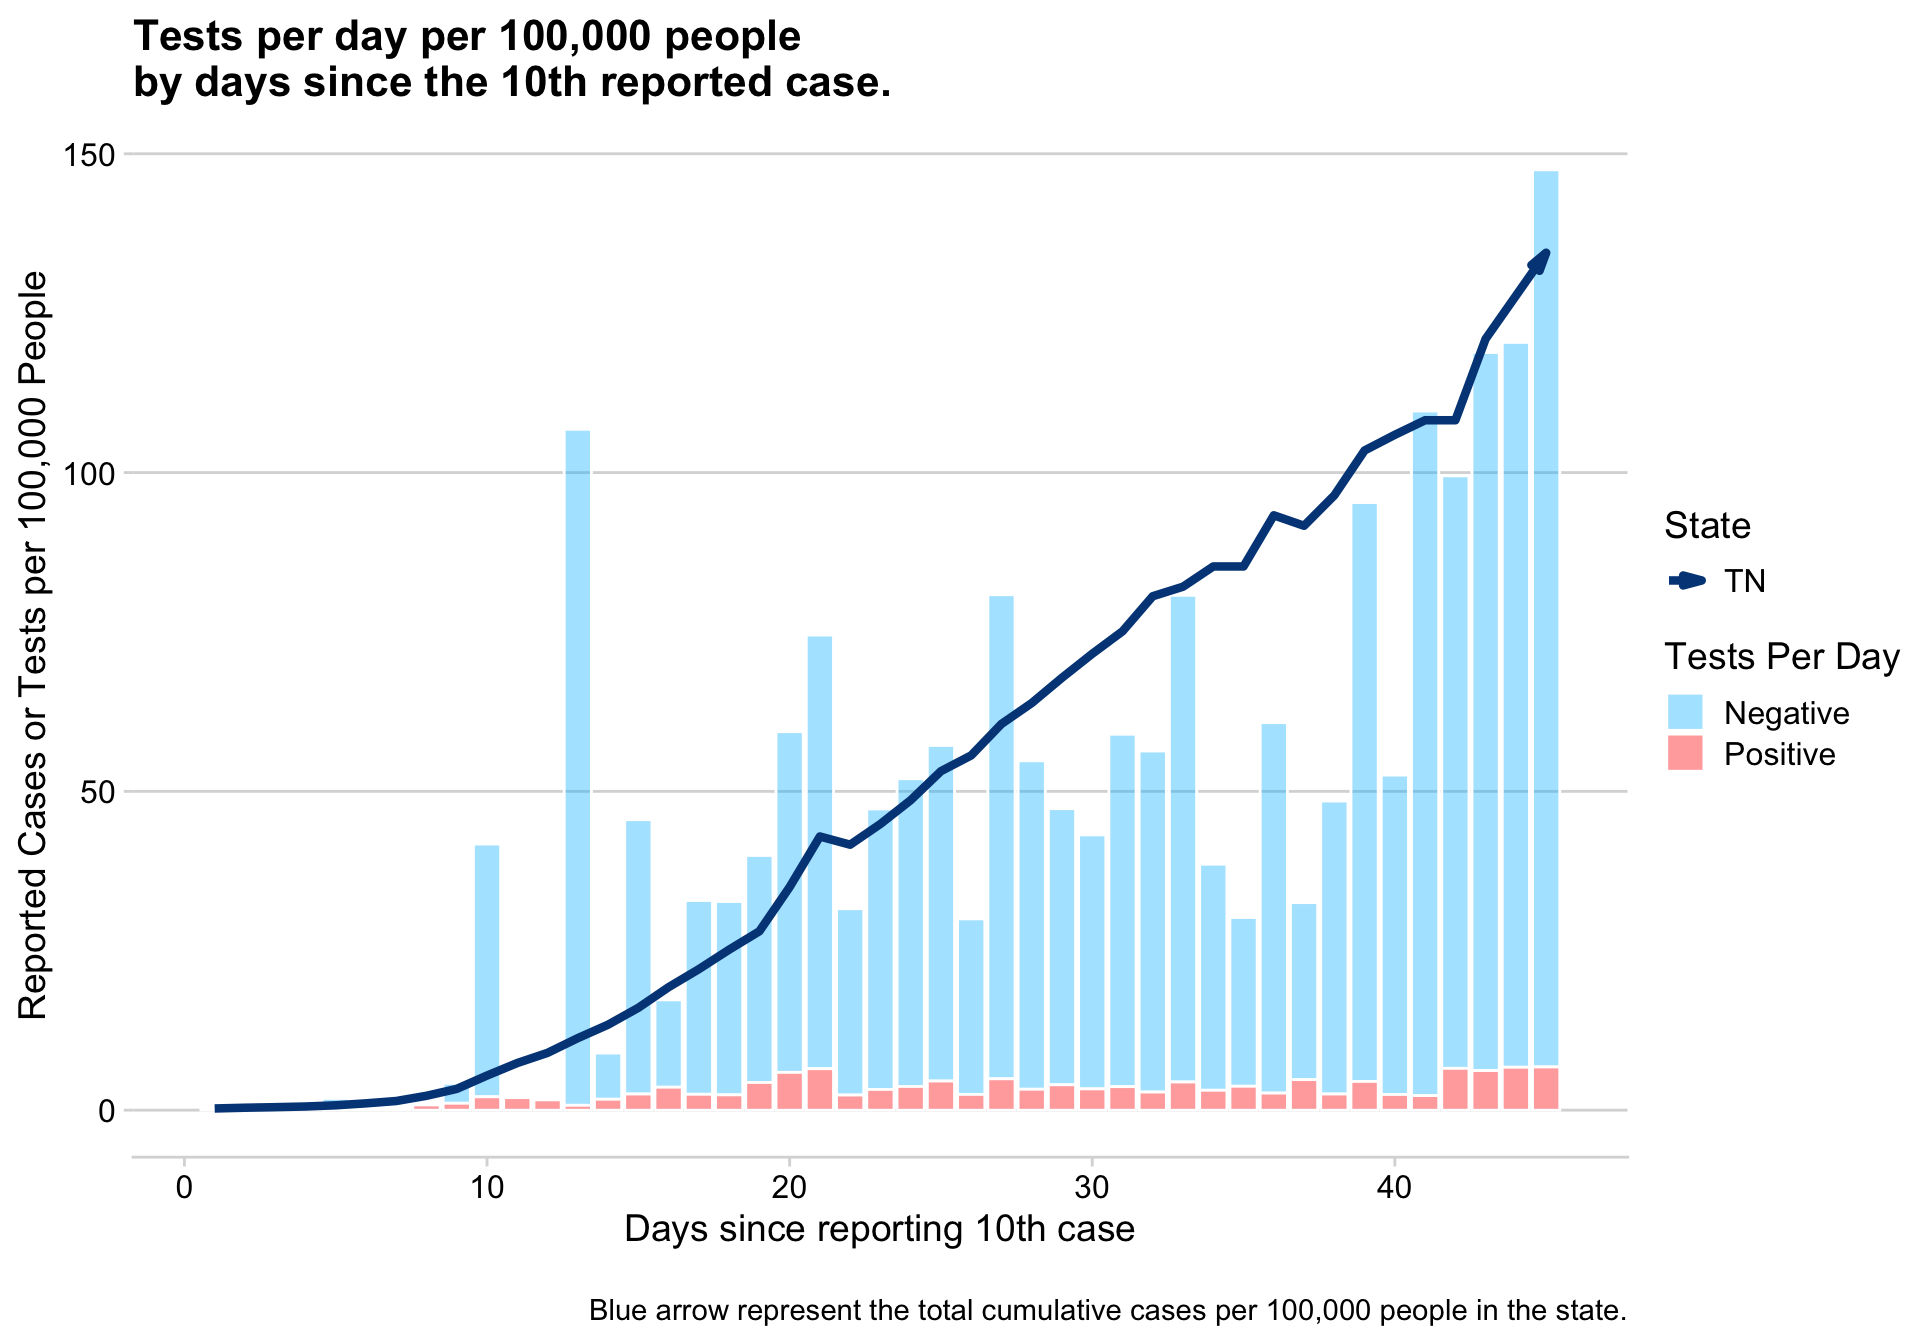 Tests per day per 100,000 people
by days since the 10th reported case.
Reported Cases or Tests per 100,000 People
150
100
50
0
0
10
20
30
40
Days since reporting 10th case
State
TN
Tests Per Day
Negative
Positive
Blue arrow represent the total cumulative cases per 100,000 people in the state.